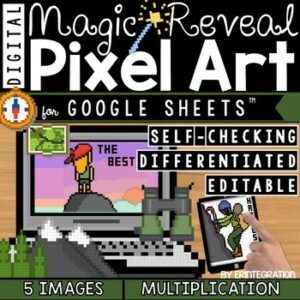 DIGITAL
Magic Reveal
Pixel Art
for GOOGLE SHEETS™
SELF-CHECKING
DIFFERENTIATED
EDITABLE
THE
BEST
BY ERINTEGRATION
5 IMAGES
MULTIPLICATION